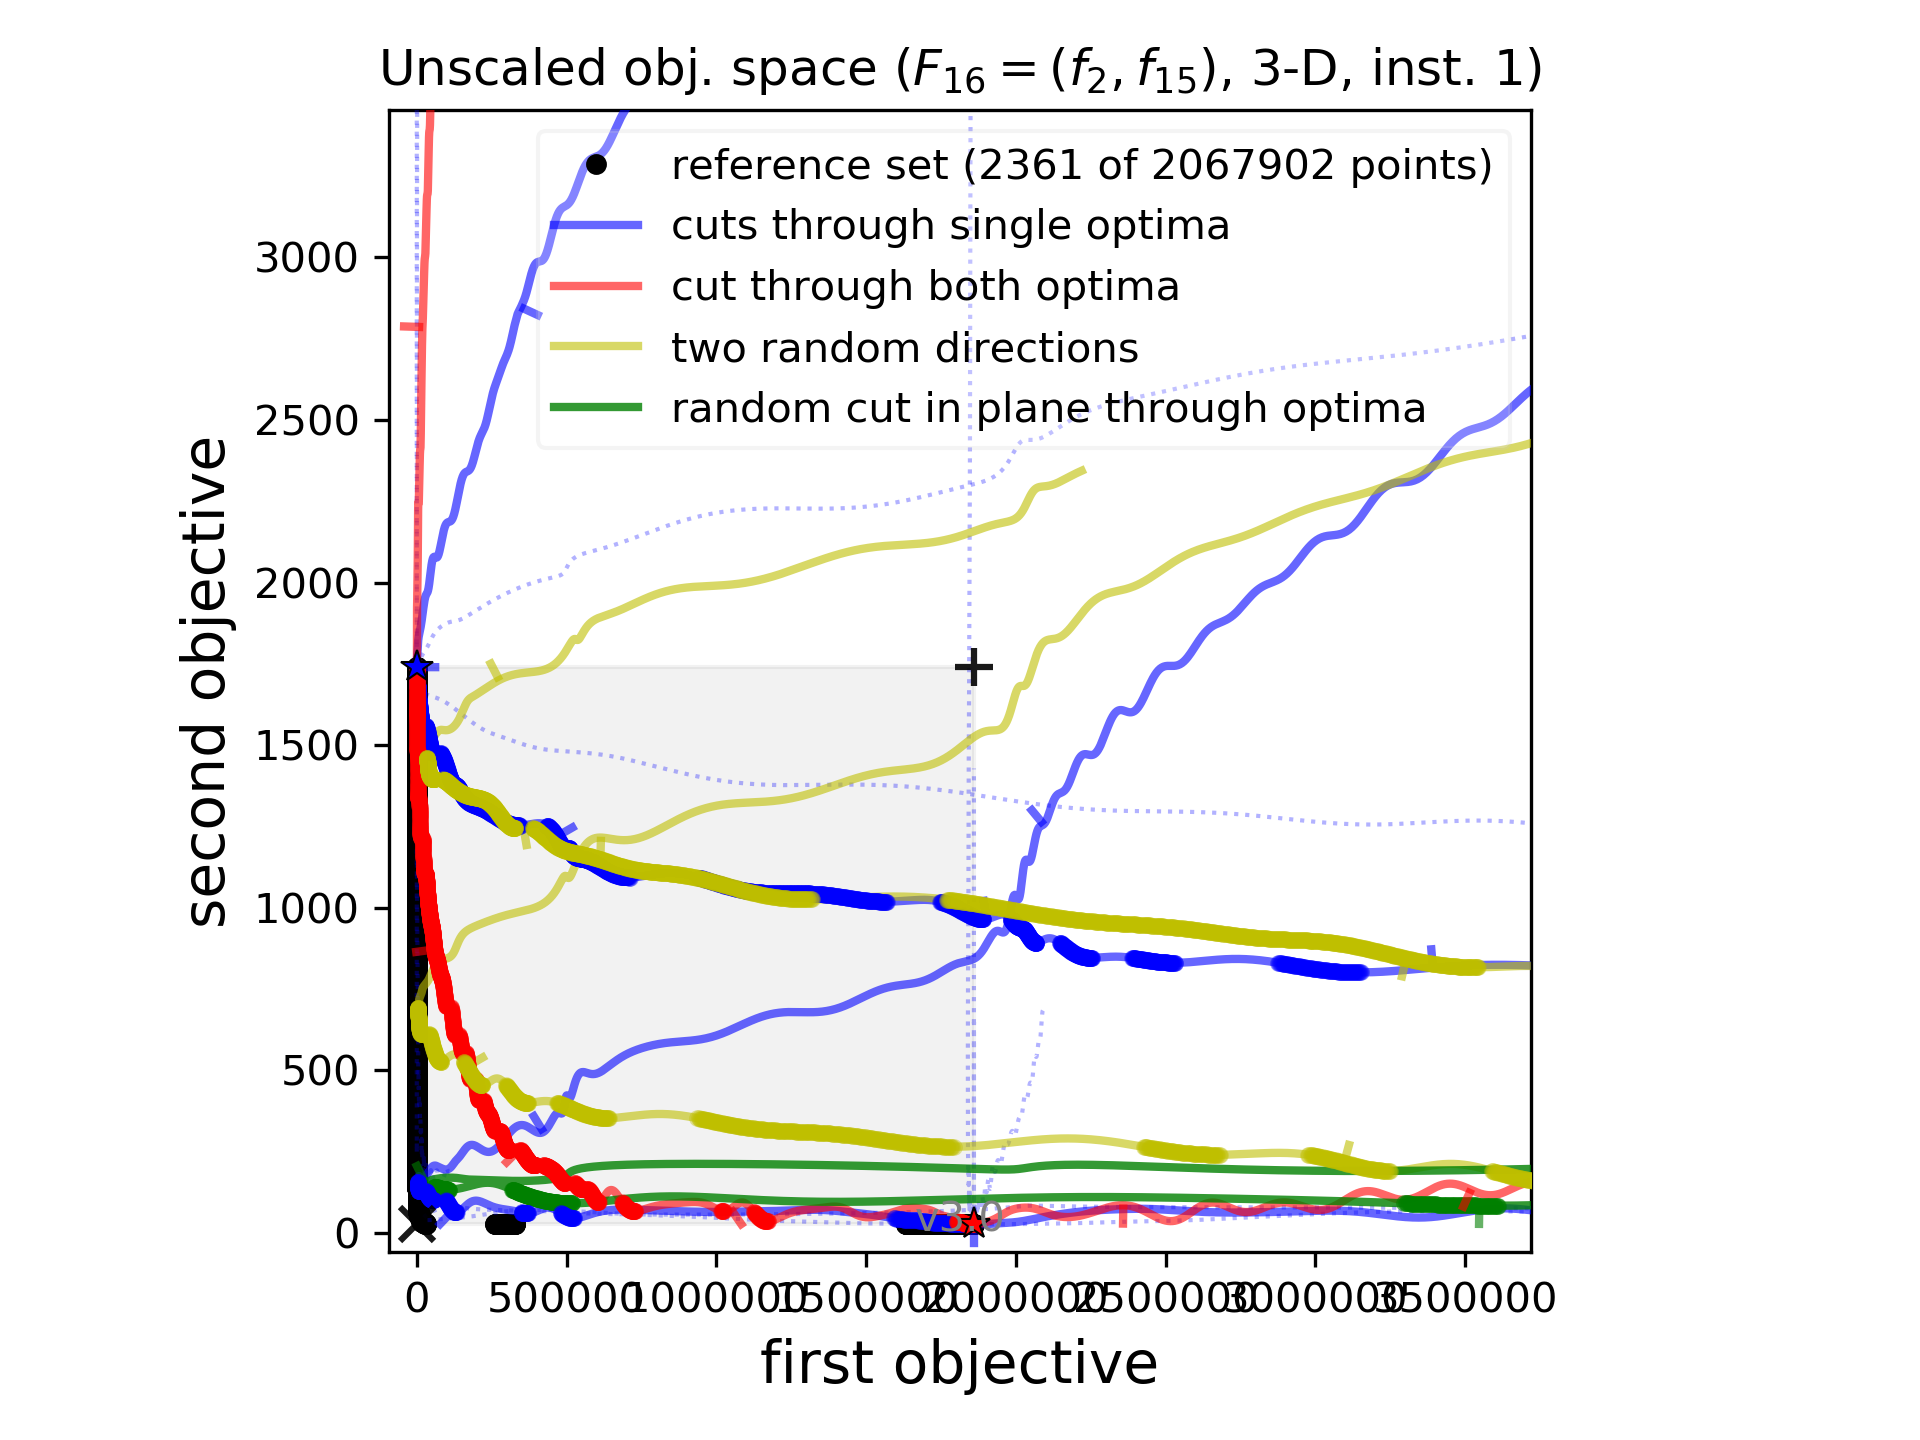 Unscaled obj. space (F16 = (f2, f15), 3-D, inst. 1)
reference set (2361 of 2067902 points)
cuts through single optima
cut through both optima
two random directions
random cut in plane through optima
3000
2500
2000
1500
1000
500
0
second objective
v3.0
0 500000 1000000 1500000 2000000 2500000 3000000 3500000
first objective